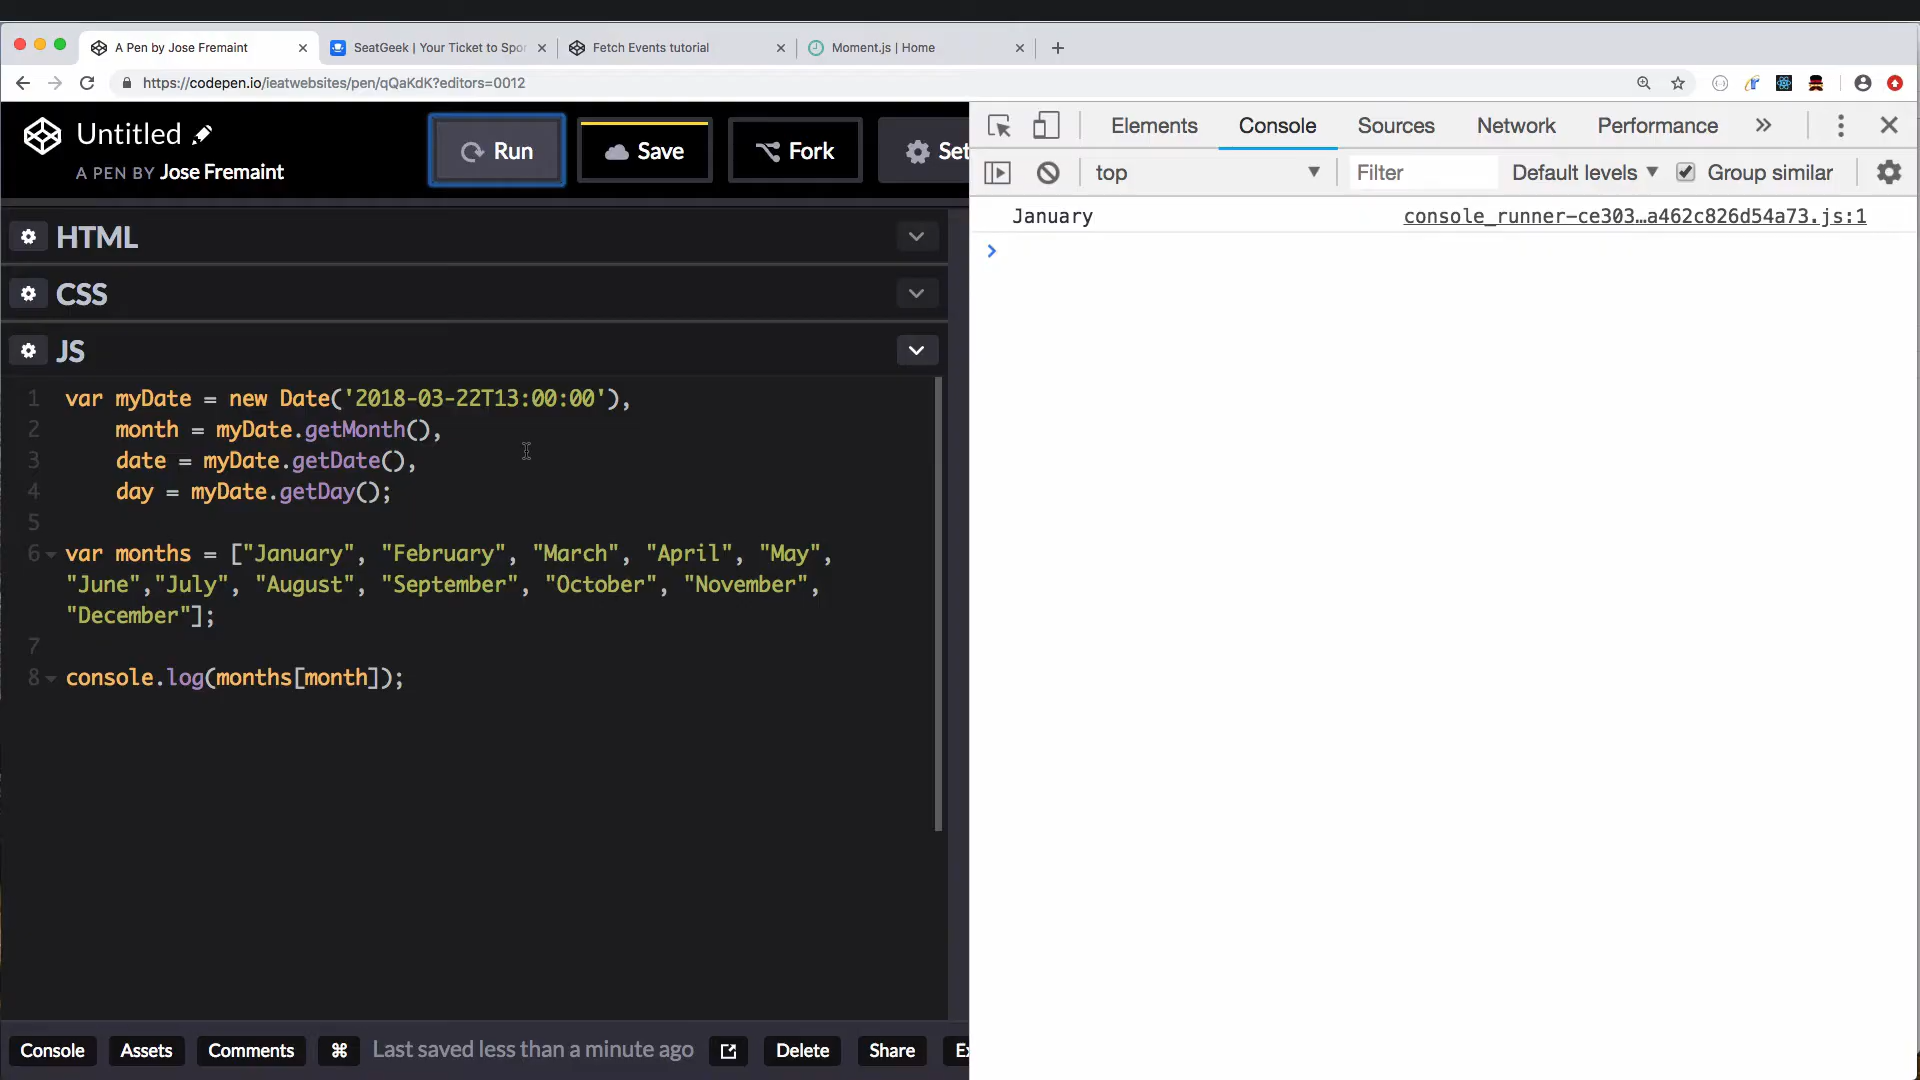 A Pen by Jose Fremaint
SeatGeek | Your Ticket to Spor
Fetch Events tutorial
Moment.js | Home
https://codepen.io/ieatwebsites/pen/qQaKdK?editors=0012
Untitled
A PEN BY Jose Fremaint
Run
Save
Fork
Set
Elements
Console
Sources
Network
Performance
top
Filter
Default levels
Group similar
January
console_runner-ce303…a462c826d54a73.js:1
HTML
CSS
JS
1 var myDate = new Date('2018-03-22T13:00:00'),
2 month = myDate.getMonth(),
3 date = myDate.getDate(),
4 day = myDate.getDay();
5
6 var months = ["January", "February", "March", "April", "May",
"June","July", "August", "September", "October", "November",
"December"];
7
8 console.log(months[month]);
Console
Assets
Comments
⌘
Last saved less than a minute ago
Delete
Share
Ex